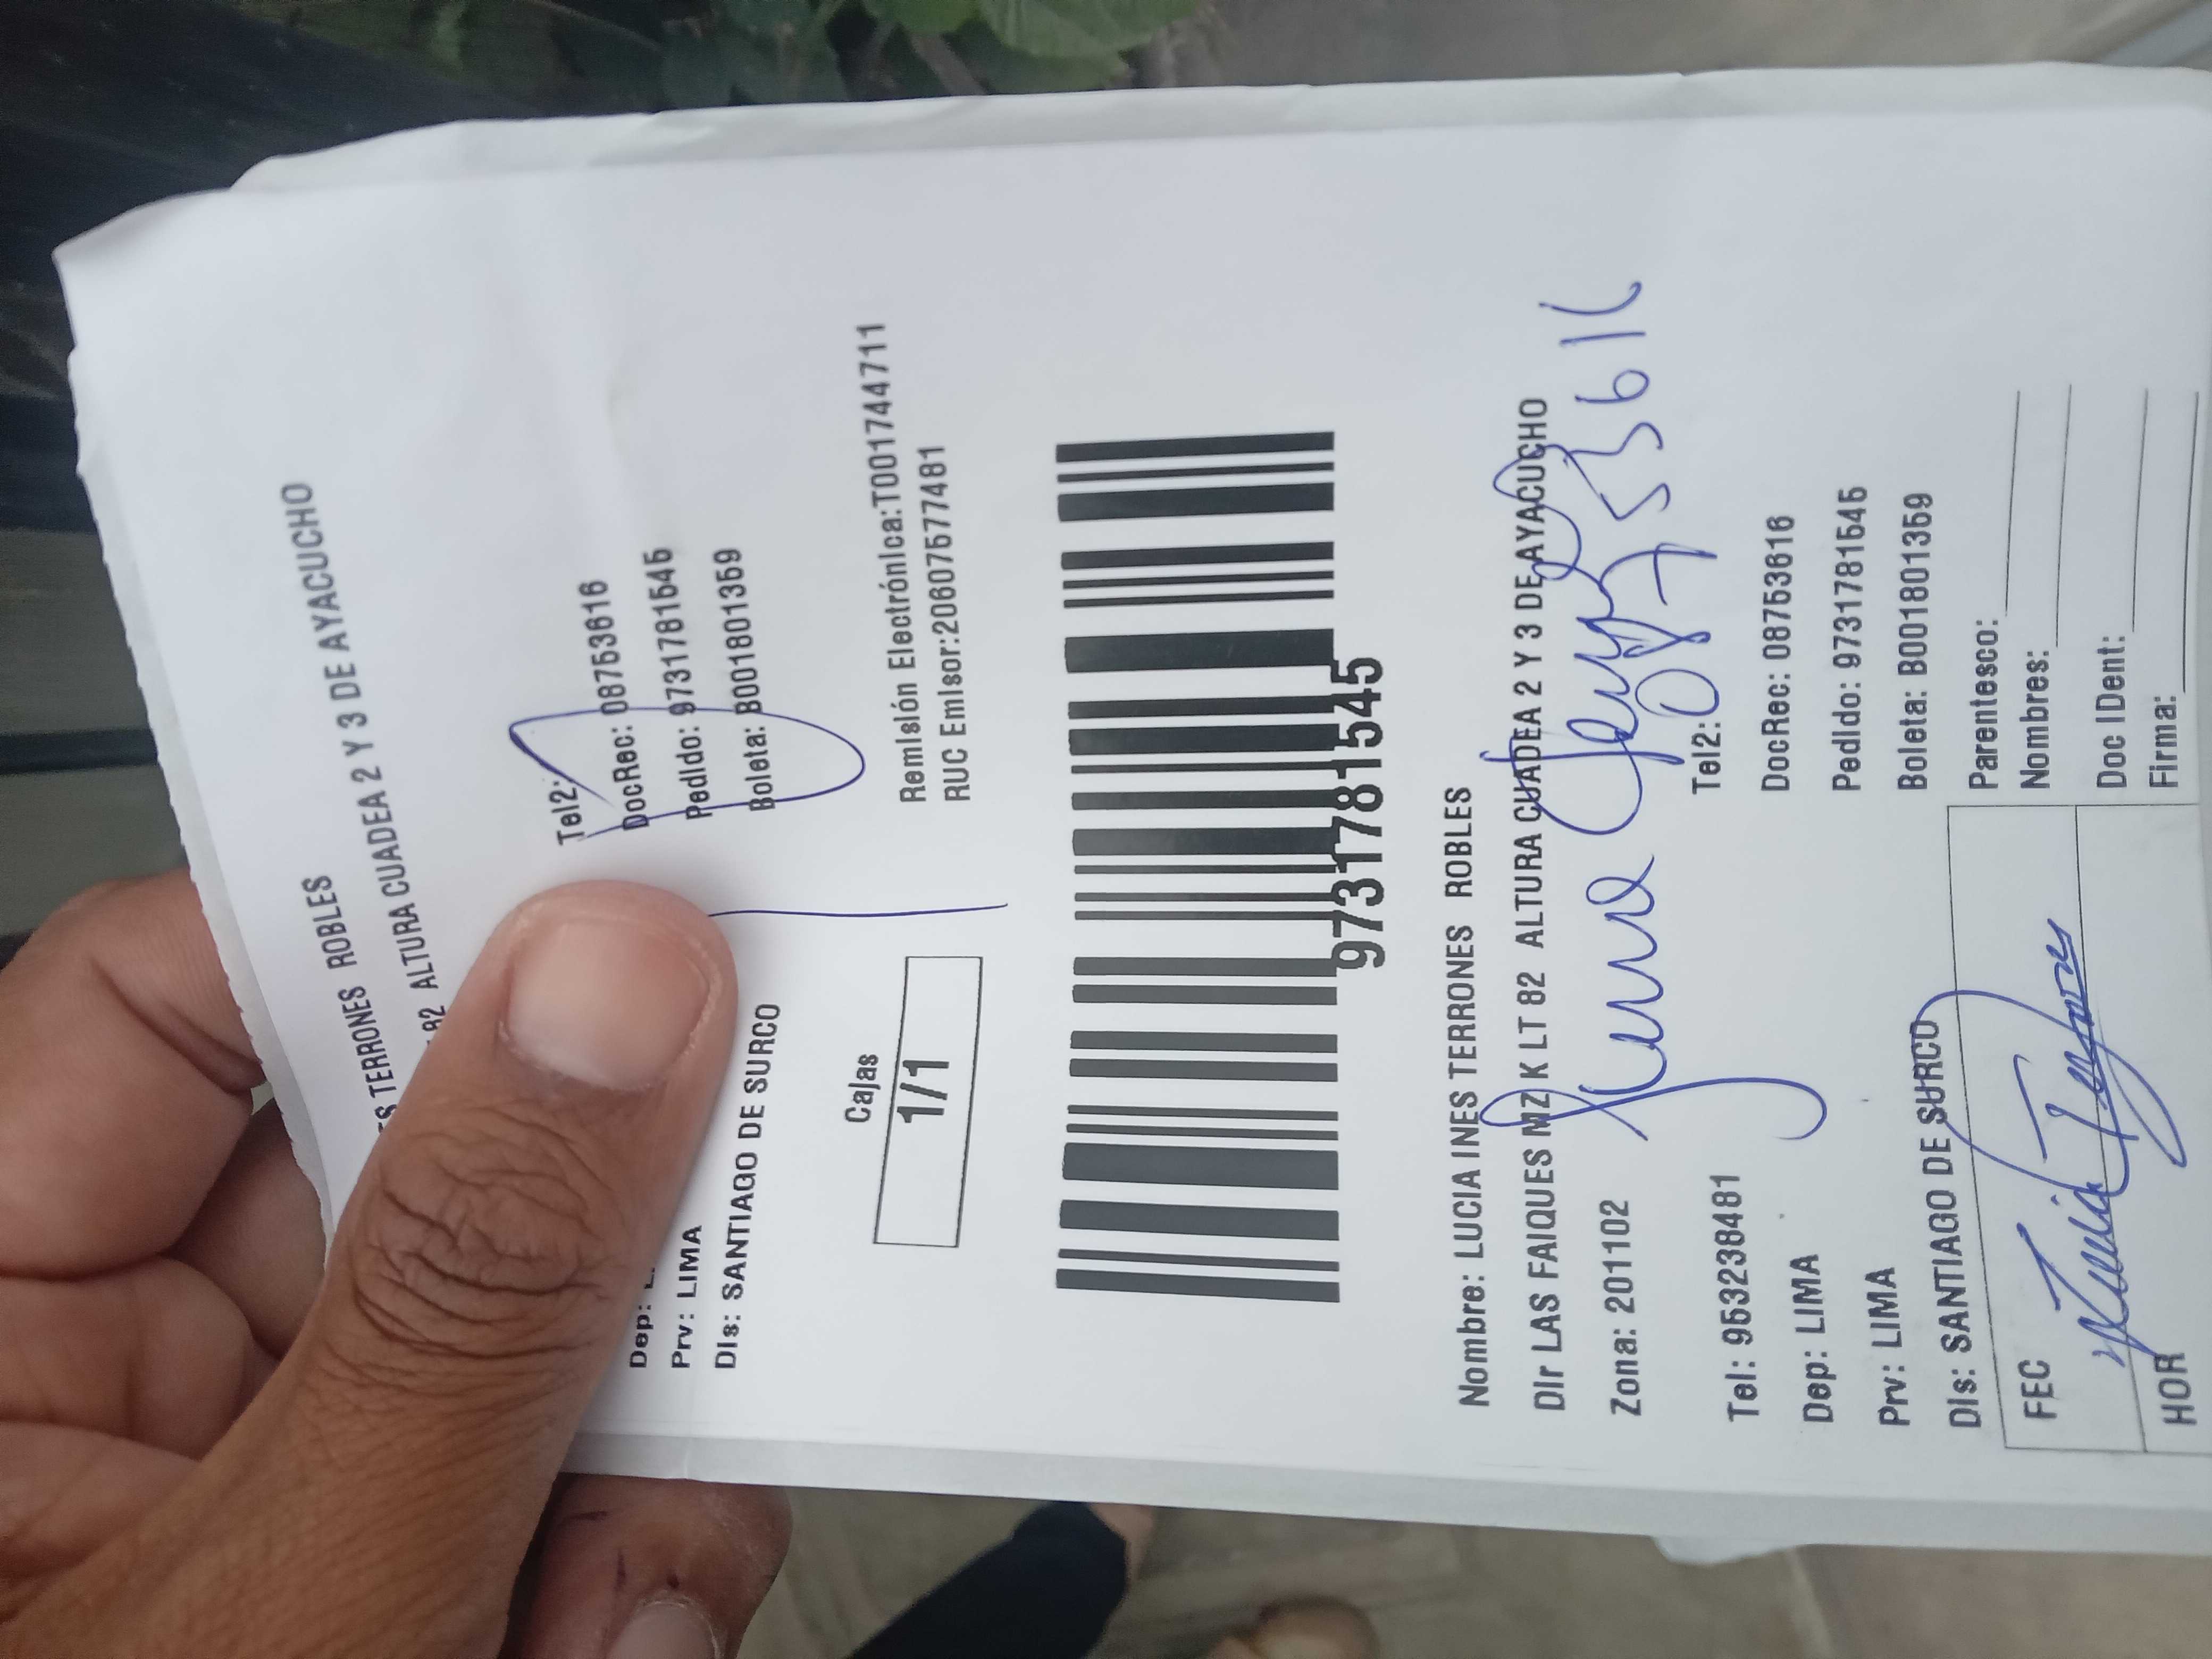 ES TERRONES ROBLES
82 ALTURA CUADEA 2 Y 3 DE AYACUCHO
Tel2:
Dep: L
DocRec: 08753616
Prv: LIMA
Pedido: 9731781545
Dis: SANTIAGO DE SURCO
Boleta: B001801359
Cajas
1/1
Remisión Electrónica:T001744711
RUC Emisor:20607577481
9731781545
Nombre: LUCIA INES TERRONES ROBLES
Dir LAS FAIQUES MZ K LT 82 ALTURA CUADEA 2 Y 3 DE AYACUCHO
Zona: 201102
08753616
Tel: 953238481
Tel2:
Dep: LIMA
DocRec: 08753616
Prv: LIMA
Pedido: 9731781545
Dis: SANTIAGO DE SURCO
Boleta: B001801359
FEC
Parentesco:
Nombres:
HOR
Doc IDent:
Firma: